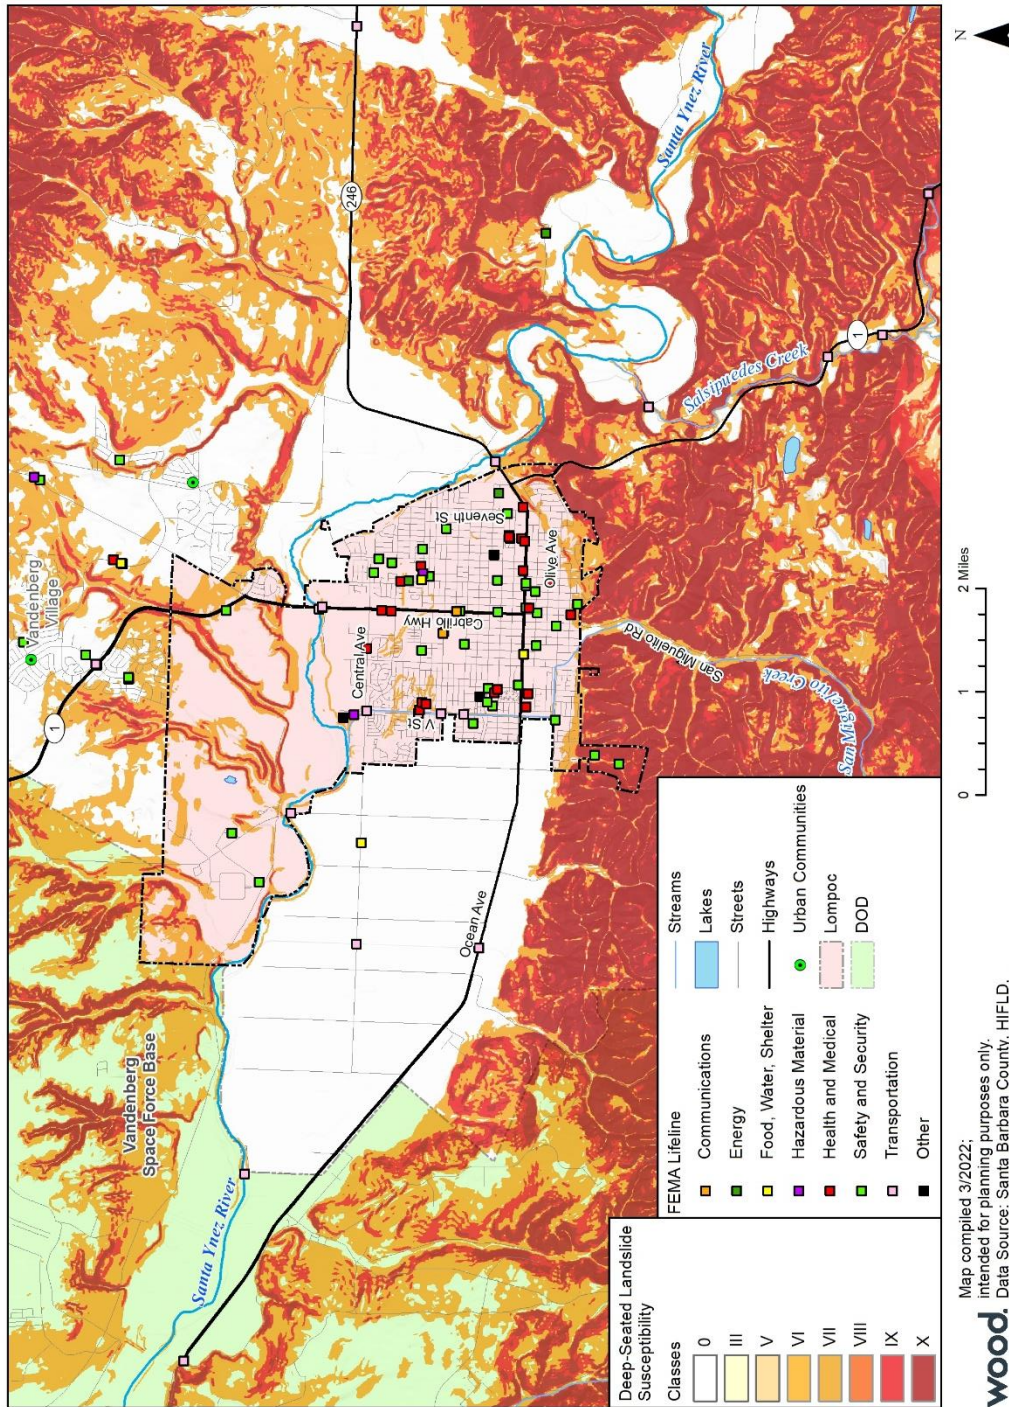 Santa Ynez River
246
1
Salsipuedes Creek
Vandenberg
Village
1
Seventh St
Olive Ave
Cabrillo Hwy
Central Ave
V St
San Miguelito Rd
San Miguelito Creek
Ocean Ave
Vandenberg
Space Force Base
Santa Ynez River
Deep-Seated Landslide
Susceptibility
Classes
0
III
V
VI
VII
VIII
IX
X
FEMA Lifeline
Communications
Energy
Food, Water, Shelter
Hazardous Material
Health and Medical
Safety and Security
Transportation
Other
Streams
Lakes
Streets
Highways
Urban Communities
Lompoc
DOD
N
0 1 2 Miles
wood.
Map compiled 3/2022;
intended for planning purposes only.
Data Source: Santa Barbara County, HIFLD.